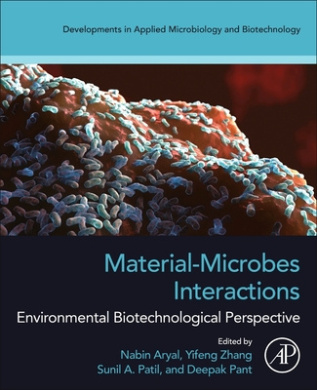 Developments in Applied Microbiology and Biotechnology
Material-Microbes
Interactions
Environmental Biotechnological Perspective
Edited by
Nabin Aryal, Yifeng Zhang
Sunil A. Patil, and Deepak Pant
AP